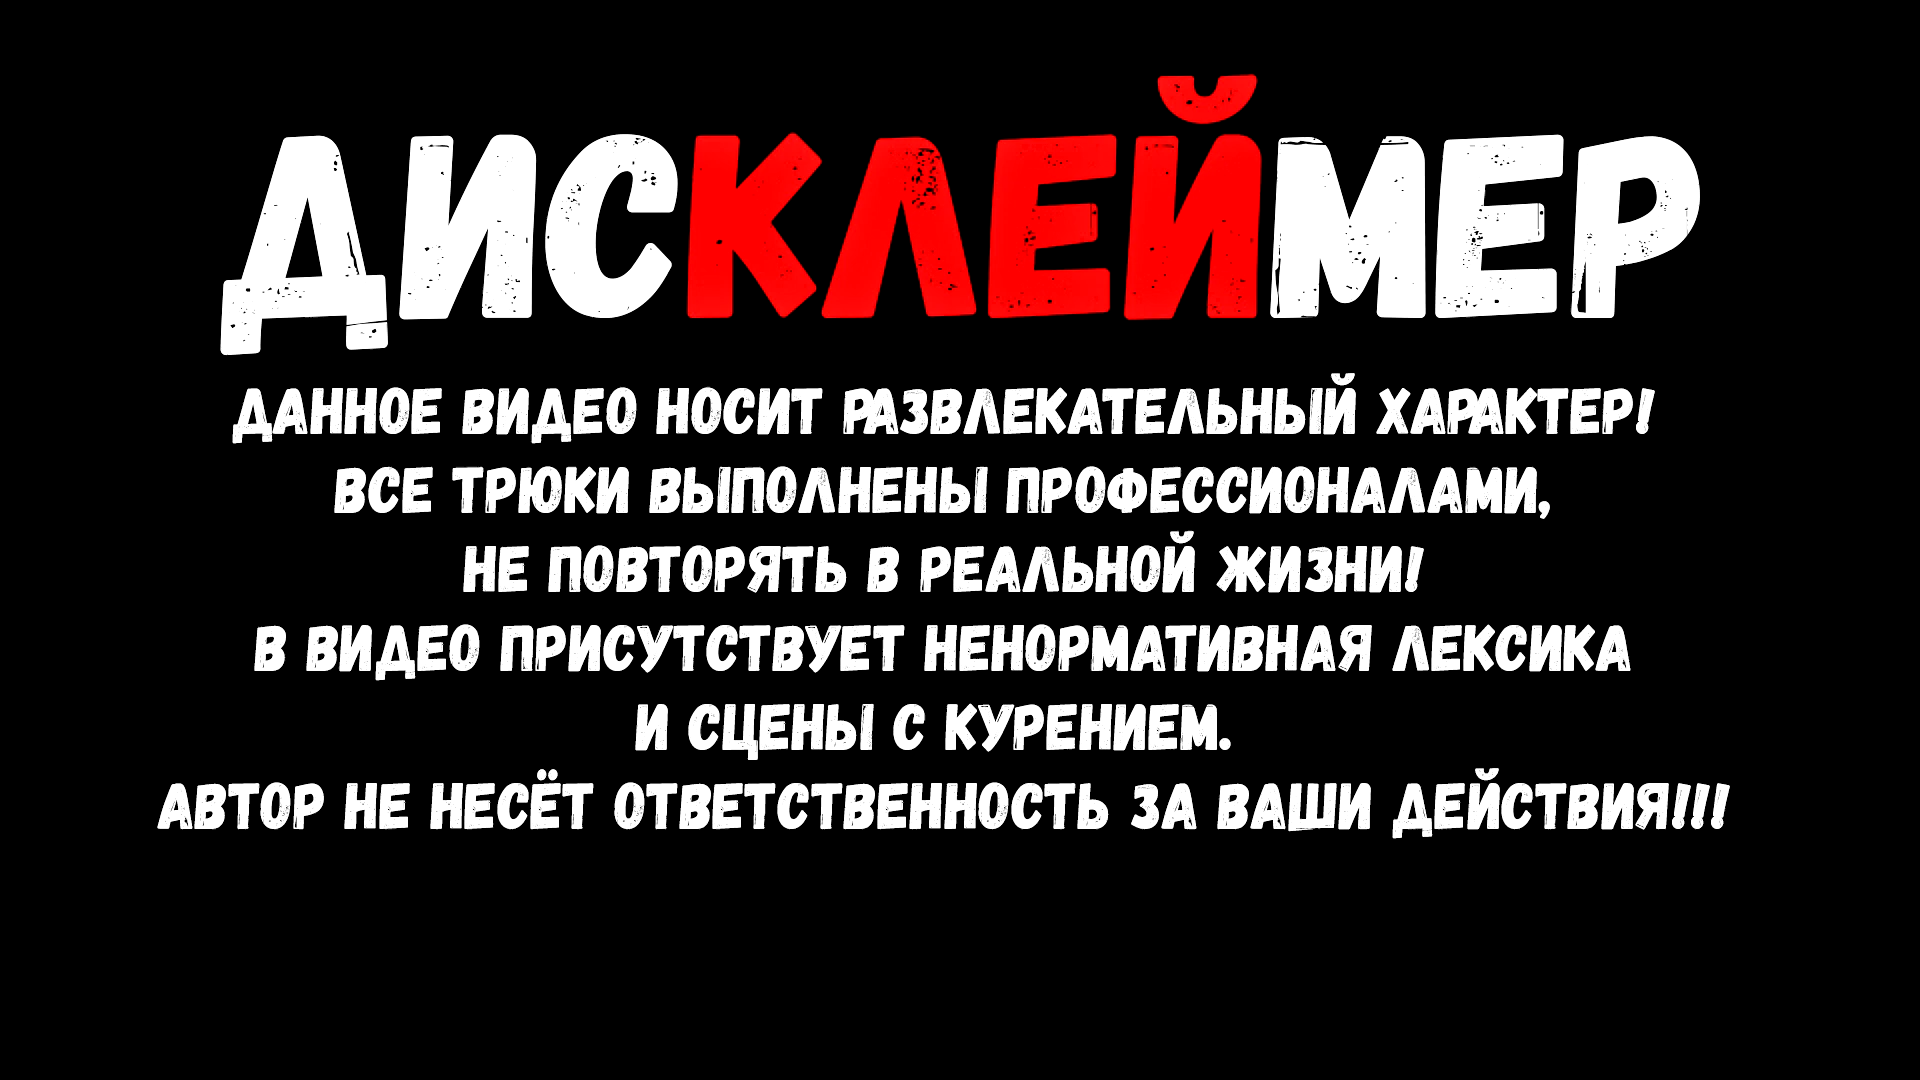 ДИСКЛЕЙМЕР
ДАННОЕ ВИДЕО НОСИТ РАЗВЛЕКАТЕЛЬНЫЙ ХАРАКТЕР!
ВСЕ ТРЮКИ ВЫПОЛНЕНЫ ПРОФЕССИОНАЛАМИ,
НЕ ПОВТОРЯТЬ В РЕАЛЬНОЙ ЖИЗНИ!
В ВИДЕО ПРИСУТСТВУЕТ НЕНОРМАТИВНАЯ ЛЕКСИКА
И СЦЕНЫ С КУРЕНИЕМ.
АВТОР НЕ НЕСЁТ ОТВЕТСТВЕННОСТЬ ЗА ВАШИ ДЕЙСТВИЯ!!!